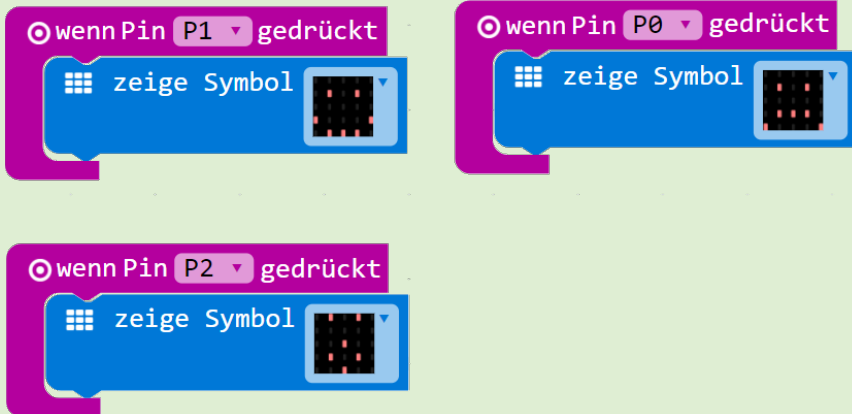 wenn Pin P1 gedrückt
zeige Symbol
wenn Pin P0 gedrückt
zeige Symbol
wenn Pin P2 gedrückt
zeige Symbol